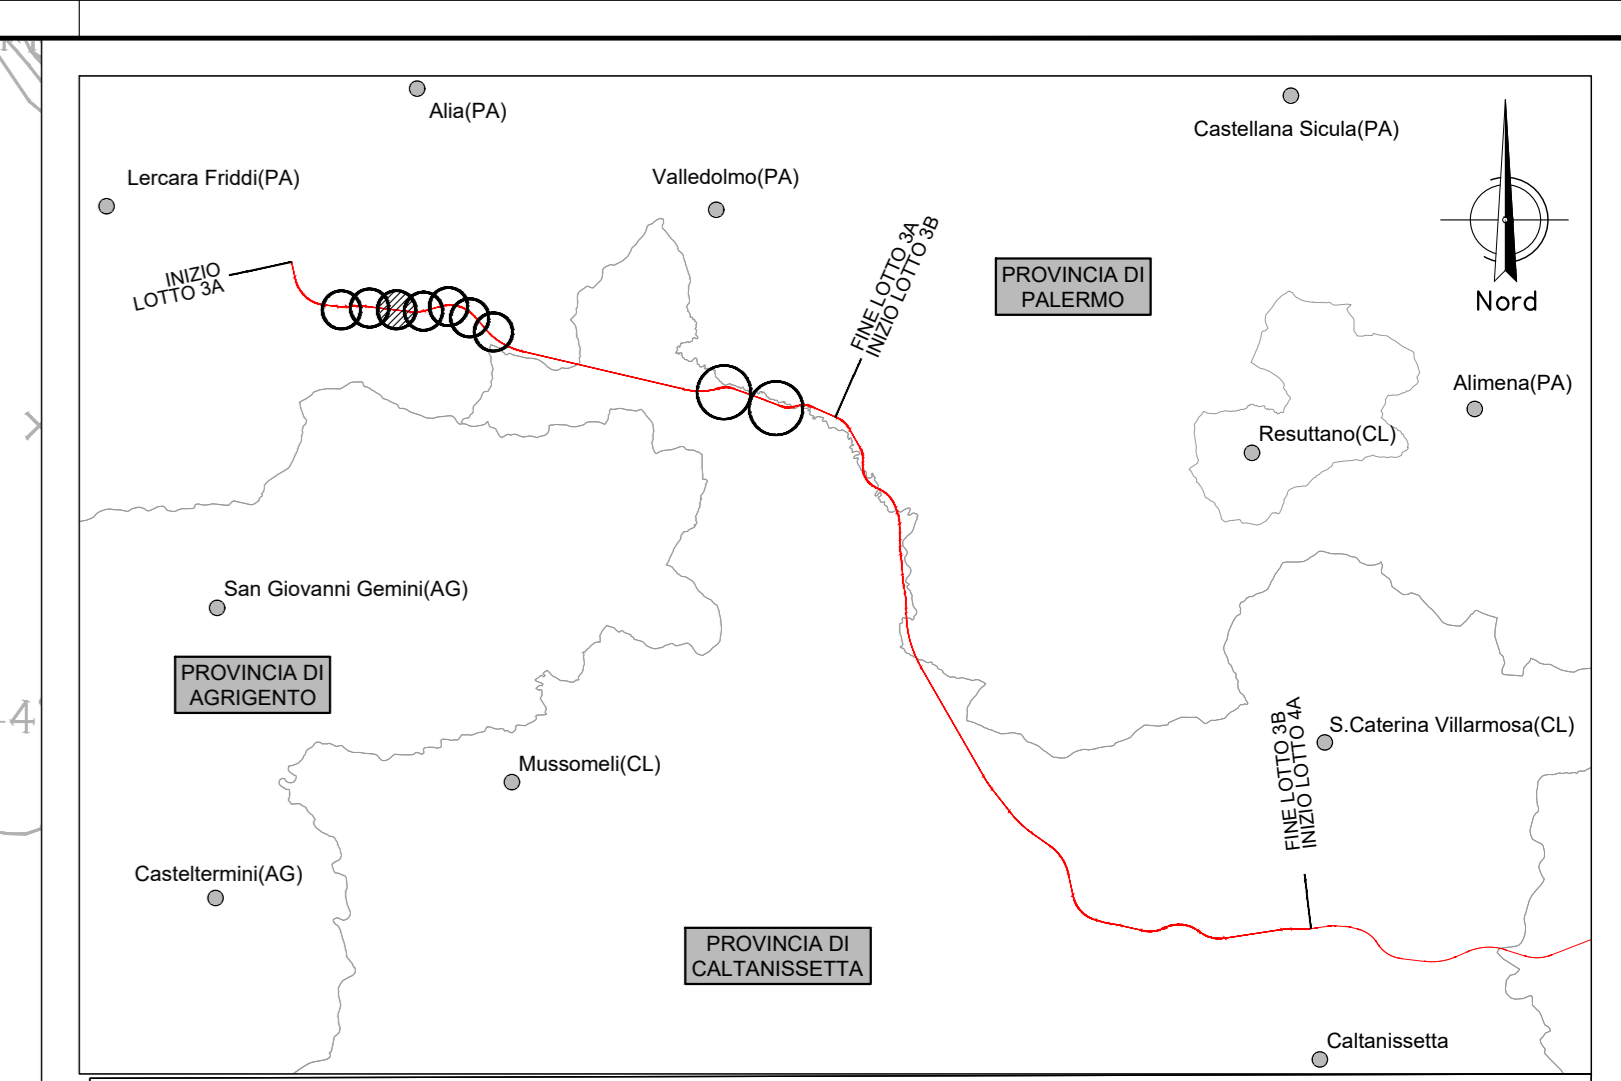 Alia(PA)
Castellana Sicula(PA)
Lercara Friddi(PA)
Valledolmo(PA)
INIZIO
LOTTO 3A
FINE LOTTO 3A
INIZIO LOTTO 3B
PROVINCIA DI
PALERMO
Nord
Alimena(PA)
Resuttano(CL)
San Giovanni Gemini(AG)
PROVINCIA DI
AGRIGENTO
FINE LOTTO 3B
INIZIO LOTTO 4A
S.Caterina Villarmosa(CL)
Mussomeli(CL)
Casteltermini(AG)
PROVINCIA DI
CALTANISSETTA
Caltanissetta